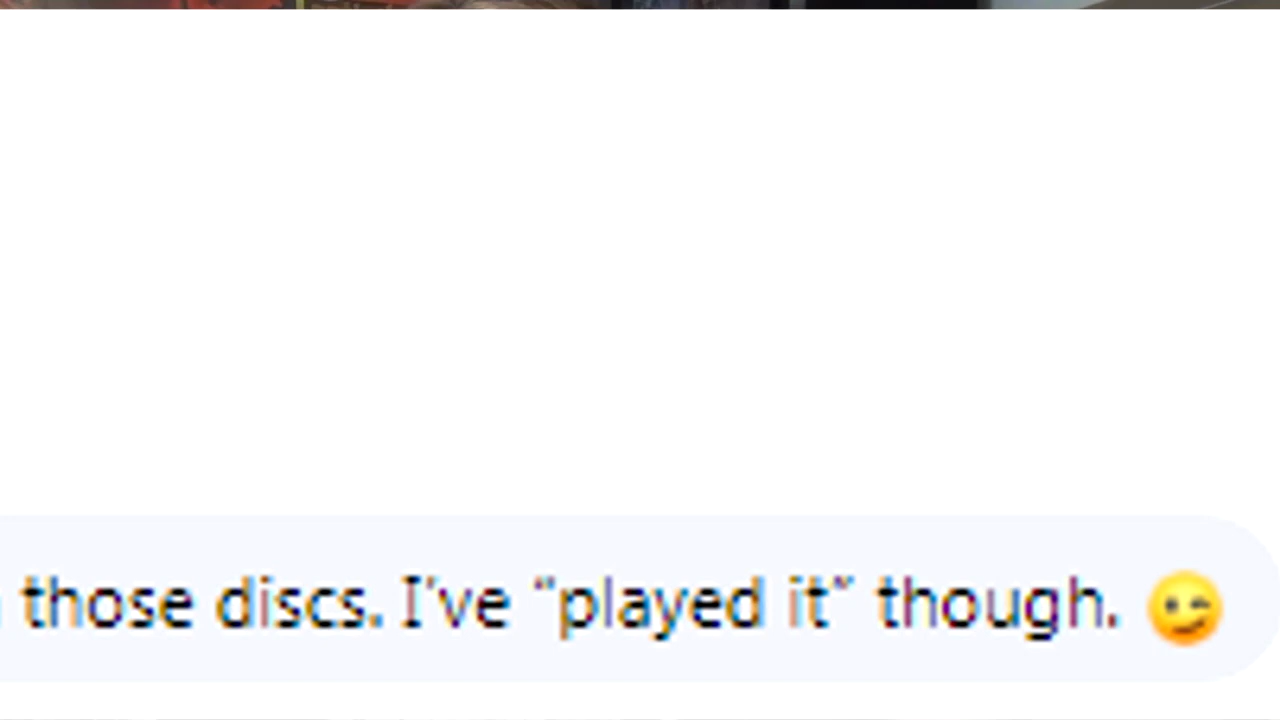 those discs. I've "played it" though. 😉